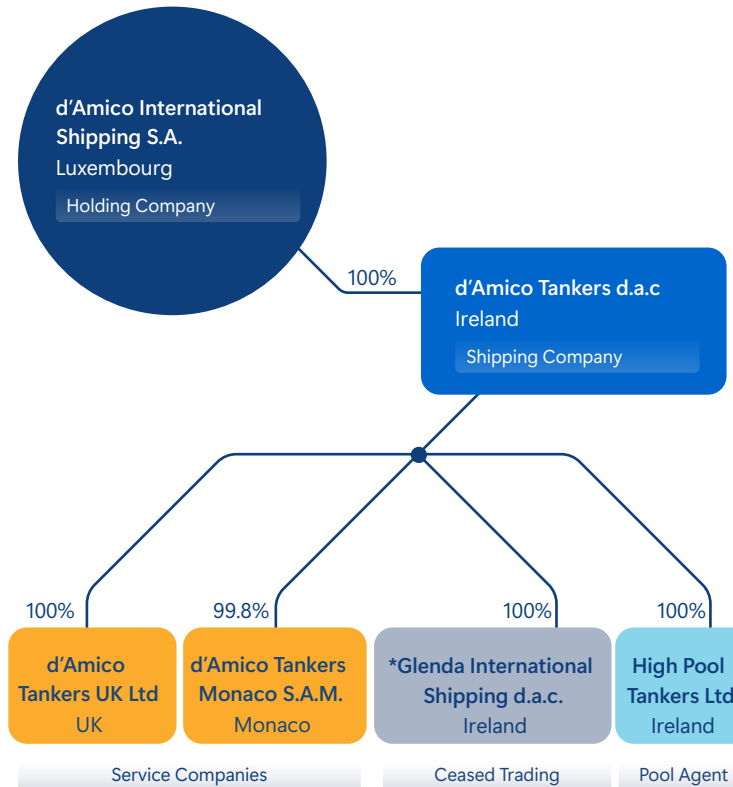 d'Amico International
Shipping S.A.
Luxembourg
Holding Company
100%
d'Amico Tankers d.a.c
Ireland
Shipping Company
100%
99.8%
100%
100%
d'Amico
Tankers UK Ltd
UK
d'Amico Tankers
Monaco S.A.M.
Monaco
*Glenda International
Shipping d.a.c.
Ireland
High Pool
Tankers Ltd
Ireland
Service Companies
Ceased Trading
Pool Agent